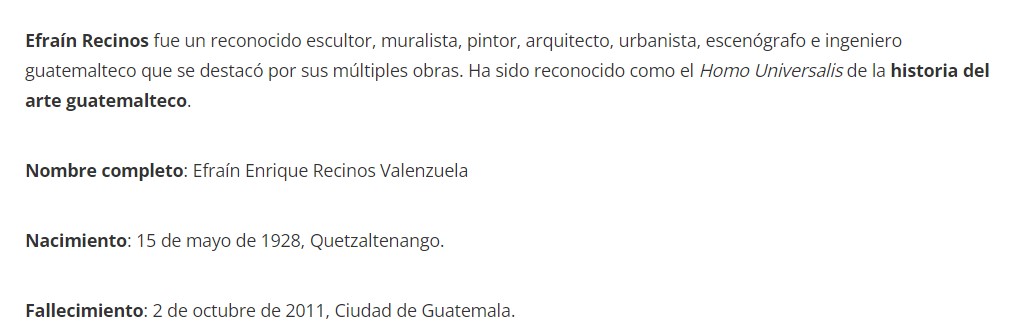 Efraín Recinos fue un reconocido escultor, muralista, pintor, arquitecto, urbanista, escenógrafo e ingeniero
guatemalteco que se destacó por sus múltiples obras. Ha sido reconocido como el Homo Universalis de la historia del
arte guatemalteco.
Nombre completo: Efraín Enrique Recinos Valenzuela
Nacimiento: 15 de mayo de 1928, Quetzaltenango.
Fallecimiento: 2 de octubre de 2011, Ciudad de Guatemala.